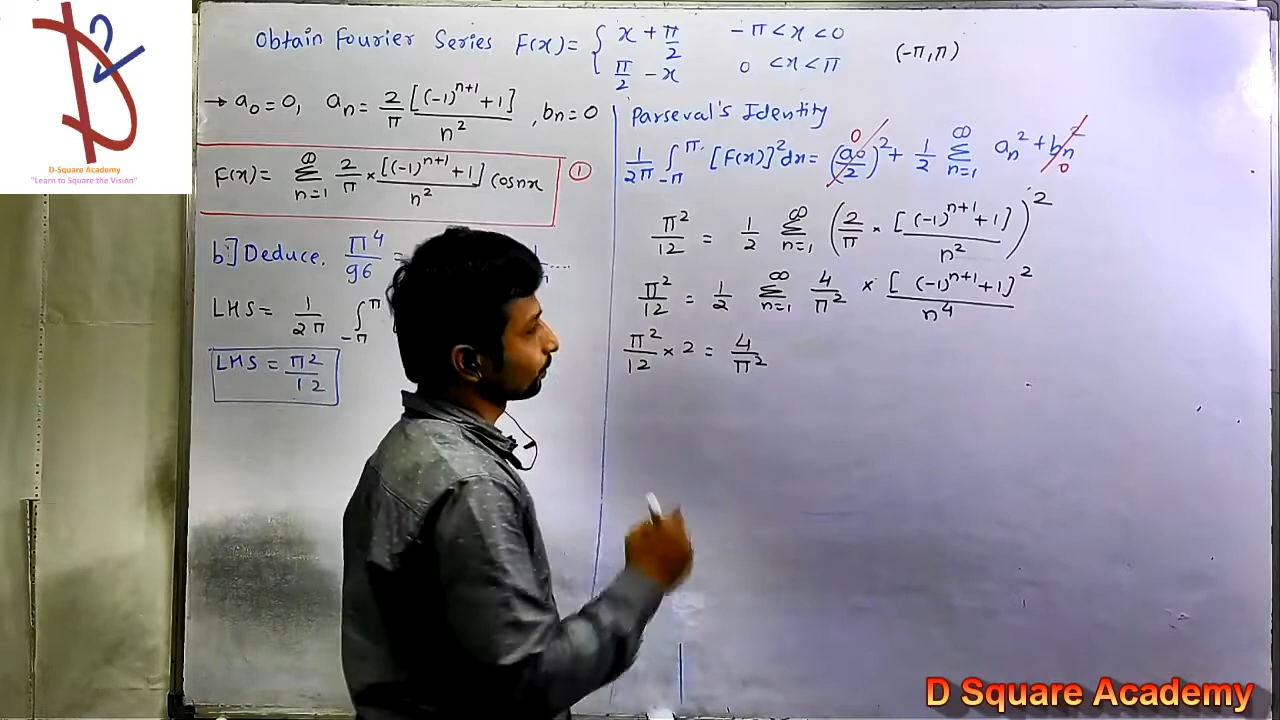 D-Square Academy
"Learn to Square the Vision"
Obtain Fourier Series F(x)= { x + π/2   -π<x<0   (-π,π)
π/2 - x   0<x<π
→ a₀=0, aₙ= 2/π [(-1)^(n+1) +1]/n² , bₙ=0
F(x)= Σ_(n=1)^∞ 2/π × [(-1)^(n+1) +1]/n² cosnx ①
b.] Deduce, π⁴/96 =
LHS= 1/2π ∫_(-π)^π
LHS = π²/12
Parseval's Identity
1/2π ∫_(-π)^π [F(x)]² dx= (a₀/2)² 0 + 1/2 Σ_(n=1)^∞ aₙ² + bₙ² 0
π²/12 = 1/2 Σ_(n=1)^∞ (2/π × [(-1)^(n+1) +1]/n²)²
π²/12 = 1/2 Σ_(n=1)^∞ 4/π² × [(-1)^(n+1) +1]²/n⁴
π²/12 × 2 = 4/π²
D Square Academy